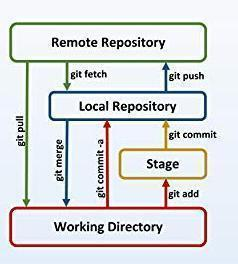 Remote Repository
git fetch
git push
Local Repository
git pull
git merge
git commit -a
git commit
Stage
git add
Working Directory